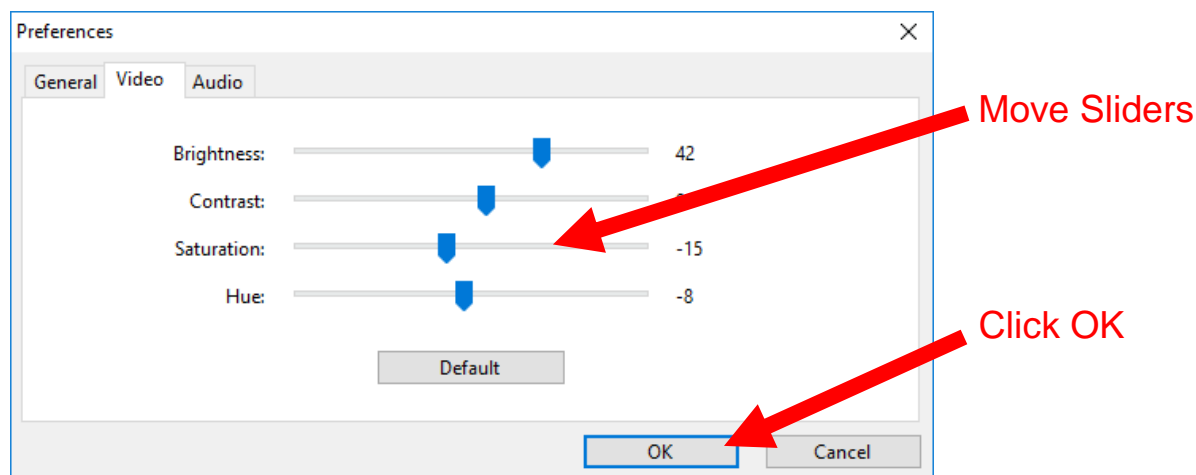 Preferences
General Video Audio
Move Sliders
Brightness: 42
Contrast:
Saturation: -15
Hue: -8
Click OK
Default
OK Cancel